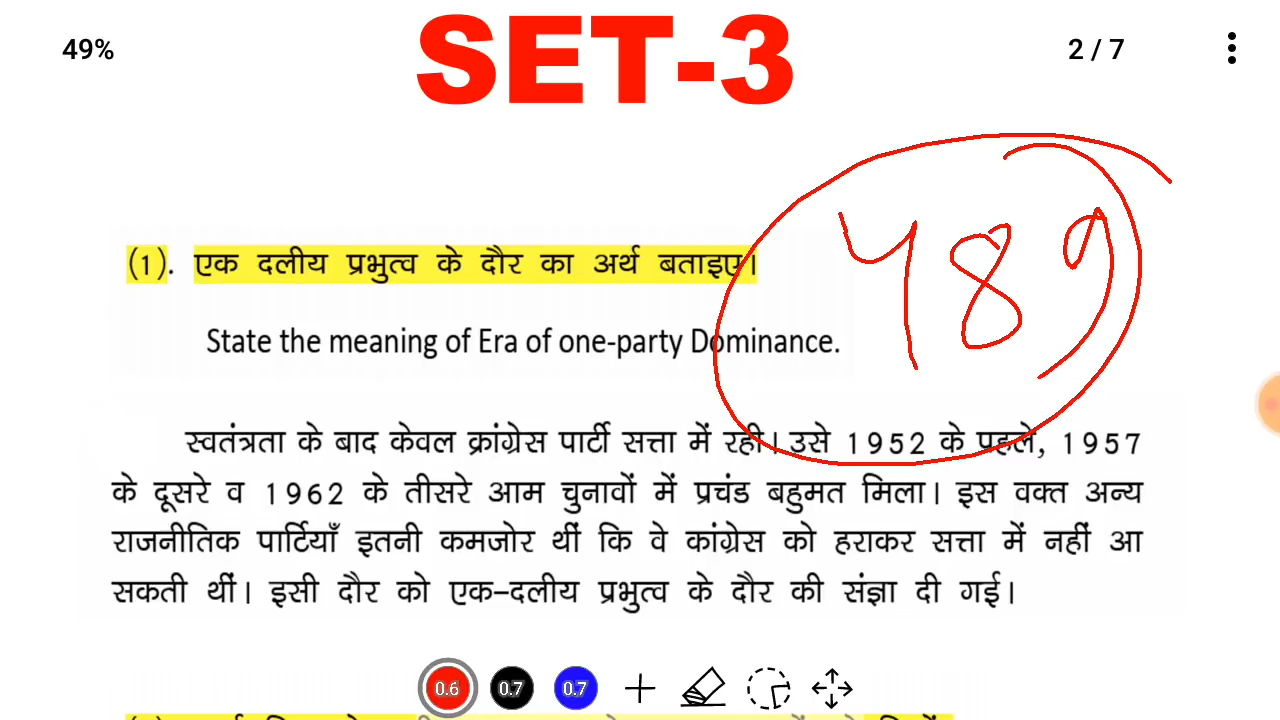 SET-3
49%
2 / 7
489
(1). एक दलीय प्रभुत्व के दौर का अर्थ बताइए।
State the meaning of Era of one-party Dominance.
स्वतंत्रता के बाद केवल क्रांग्रेस पार्टी सत्ता में रही। उसे 1952 के पहले, 1957
के दूसरे व 1962 के तीसरे आम चुनावों में प्रचंड बहुमत मिला। इस वक्त अन्य
राजनीतिक पार्टियाँ इतनी कमजोर थीं कि वे कांग्रेस को हराकर सत्ता में नहीं आ
सकती थीं। इसी दौर को एक-दलीय प्रभुत्व के दौर की संज्ञा दी गई।
0.6 0.7 0.7